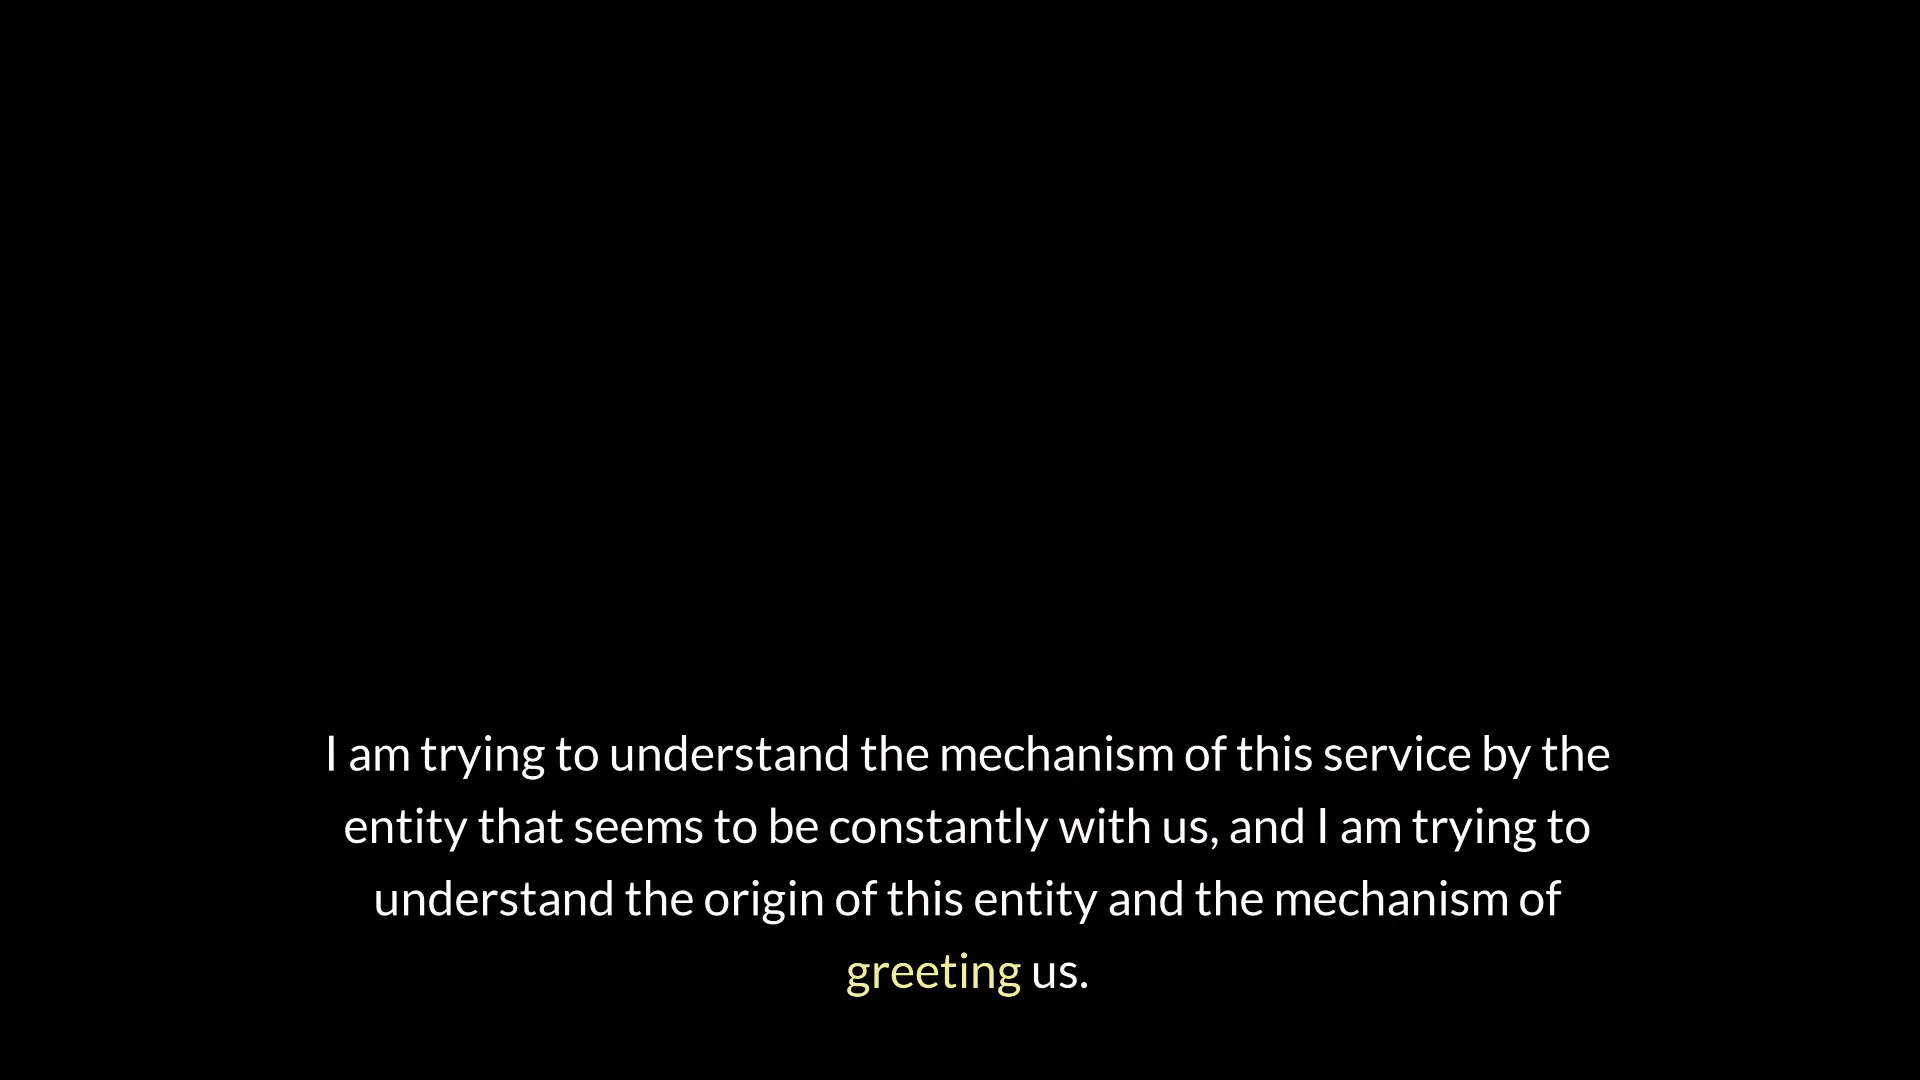 I am trying to understand the mechanism of this service by the
entity that seems to be constantly with us, and I am trying to
understand the origin of this entity and the mechanism of
greeting us.